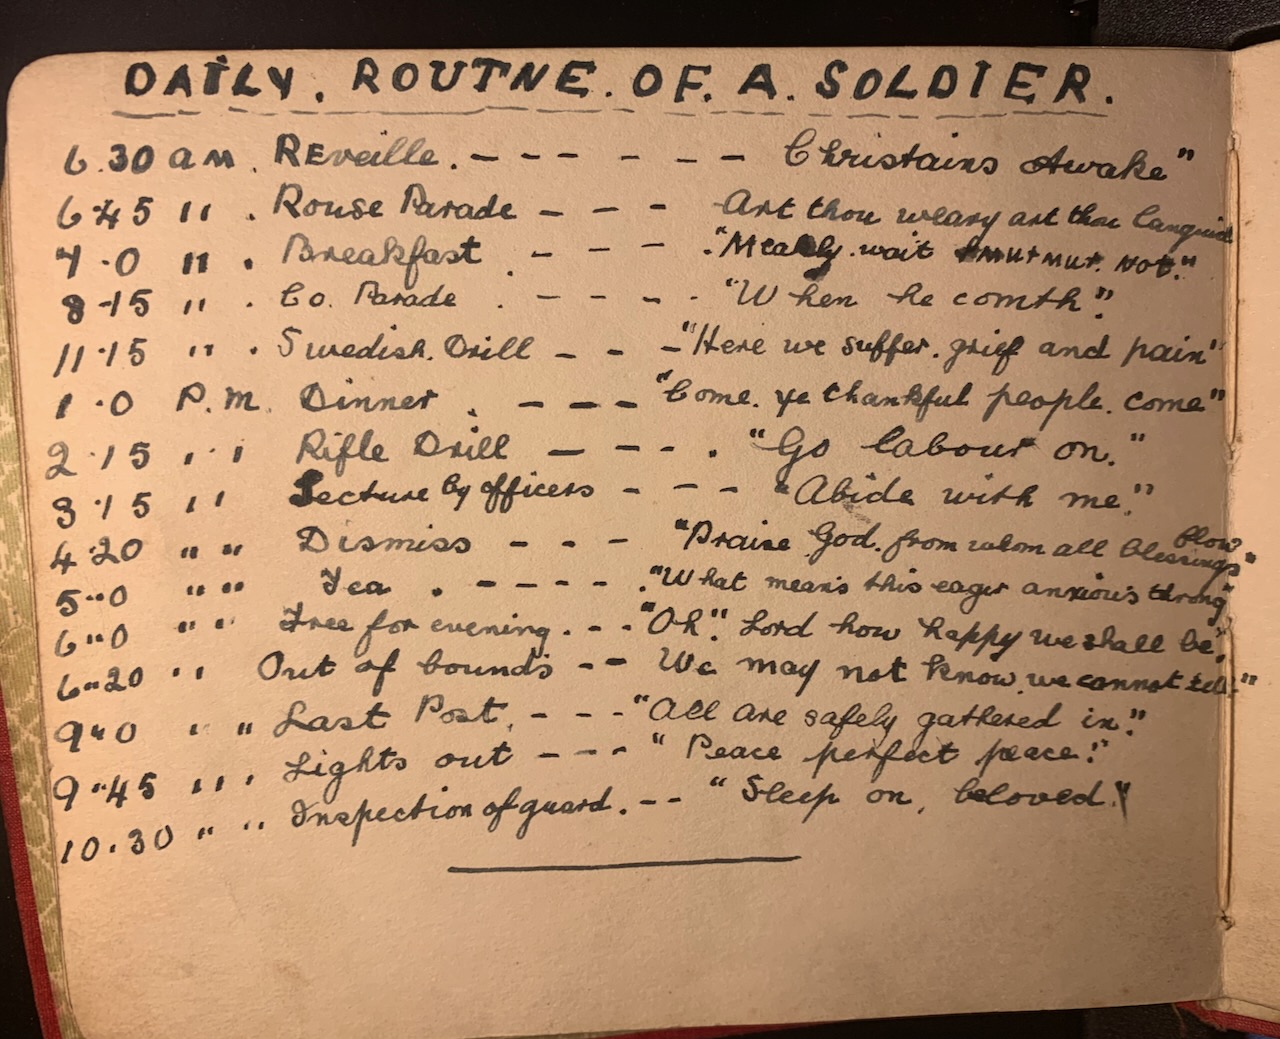 DAILY. ROUTNE. OF. A. SOLDIER.
6.30 am. REveille. - - - - - - Christains Awake"
6.45 " . Rouse Parade - - - Art thou weary art thou languid
7.0 " . Breakfast . - - - "Meakly wait murmur. NOT."
8.15 " . Co. Parade . - - - . "When he comth".
11.15 " . Swedish. Drill - - - "Here we suffer. grief and pain"
1.0 P.M. Dinner . - - - "Come. ye thankful people. come"
2.15 " Rifle Drill - - - . "Go labour on."
3.15 " Lecture by officers - - - "Abide with me".
4.20 " " Dismiss - - - "Praise God. from whom all blessings flow"
5.0 " " Tea . - - - - . "What means this eager anxious throng"
6.0 " " Free for evening. - - "Oh". Lord how happy we shall be".
6.20 " Out of bounds - - We may not know we cannot tell."
9.0 " " Last Post. - - - "All are safely gathered in".
9.45 " " Lights out - - - "Peace perfect peace."
10.30 " " Inspection of guard. - - "Sleep on, beloved."